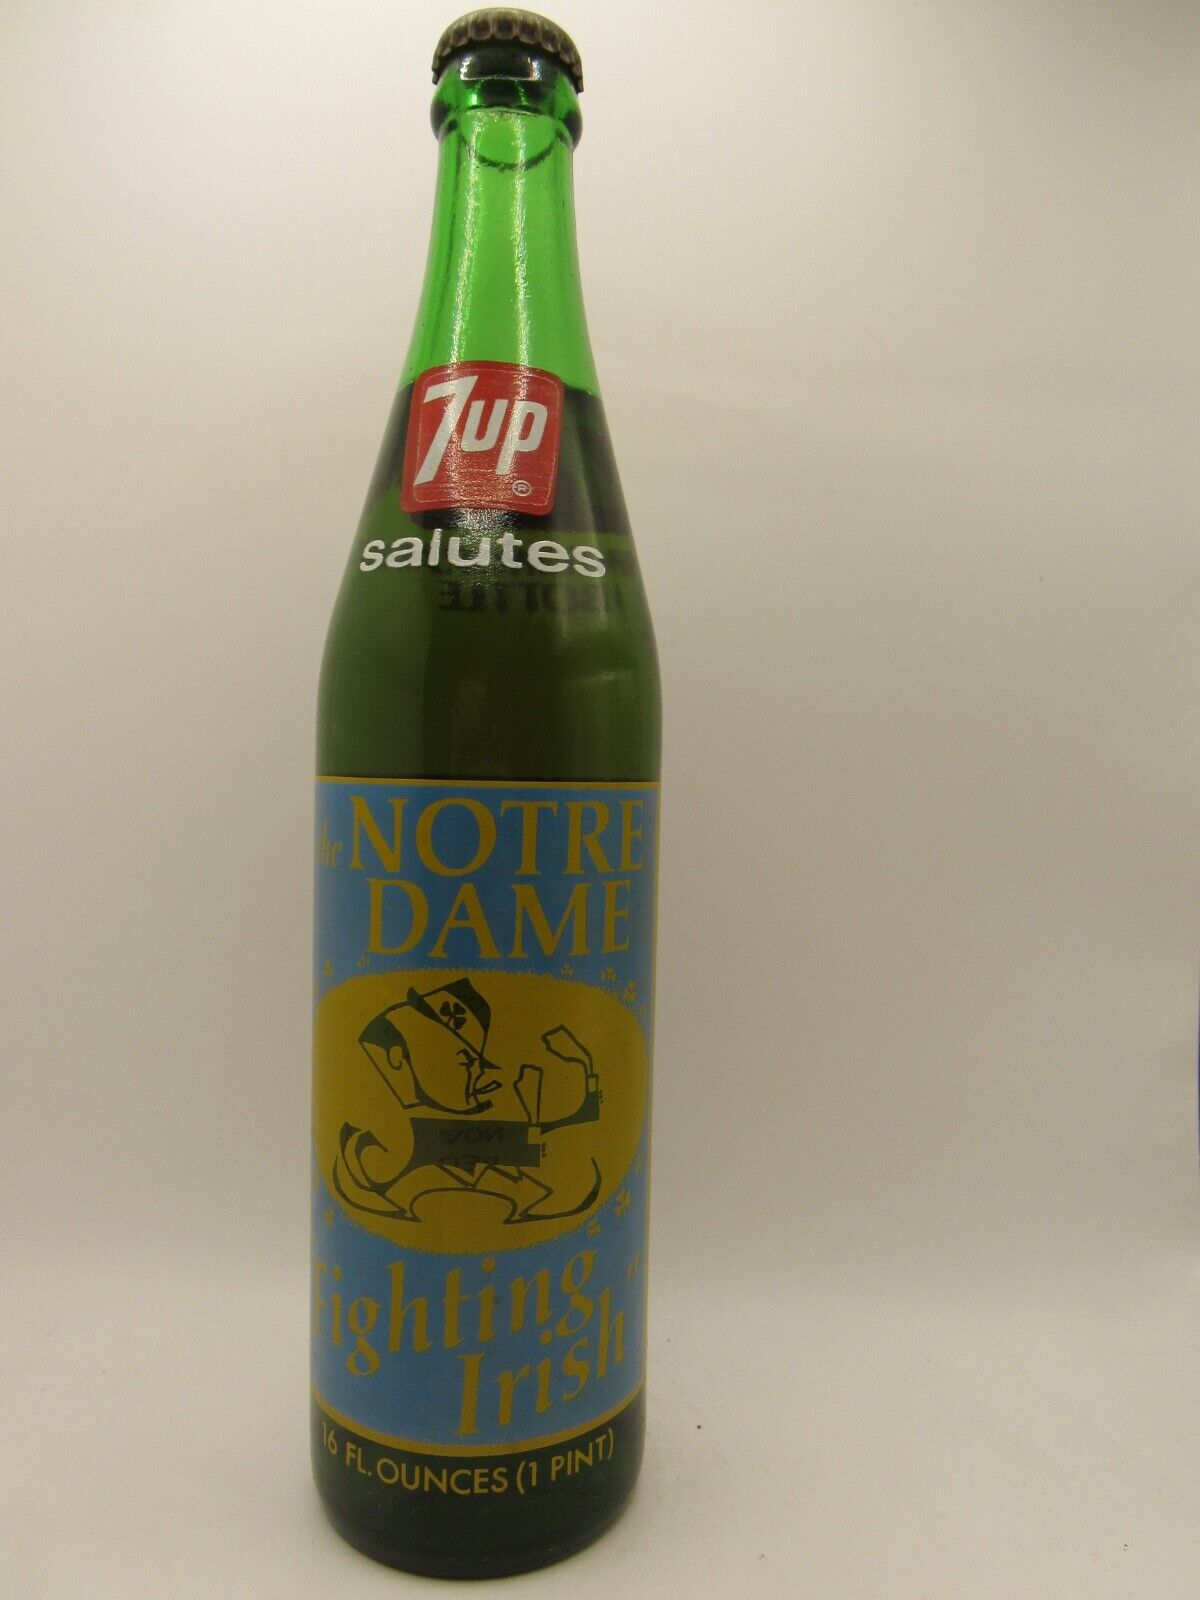 7up®
salutes
the NOTRE
DAME
"Fighting
Irish"
16 FL. OUNCES (1 PINT)